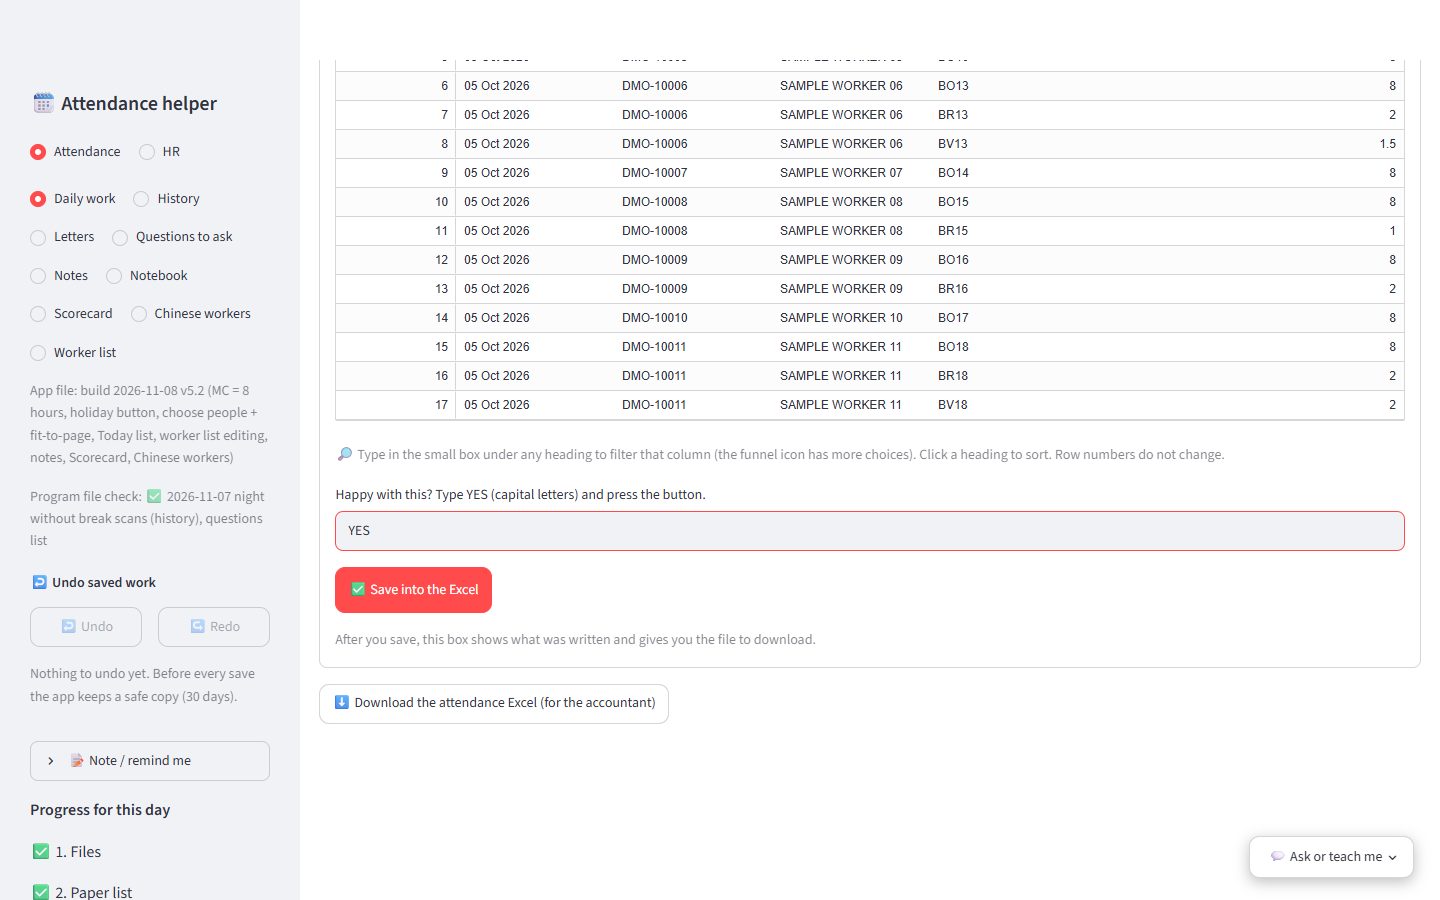 Attendance helper
Attendance
HR
Daily work
History
Letters
Questions to ask
Notes
Notebook
Scorecard
Chinese workers
Worker list
App file: build 2026-11-08 v5.2 (MC = 8
hours, holiday button, choose people +
fit-to-page, Today list, worker list editing,
notes, Scorecard, Chinese workers)
Program file check: ✅ 2026-11-07 night
without break scans (history), questions
list
Undo saved work
Undo
Redo
Nothing to undo yet. Before every save
the app keeps a safe copy (30 days).
Note / remind me
Progress for this day
1. Files
2. Paper list
6 05 Oct 2026 DMO-10006 SAMPLE WORKER 06 BO13 8
7 05 Oct 2026 DMO-10006 SAMPLE WORKER 06 BR13 2
8 05 Oct 2026 DMO-10006 SAMPLE WORKER 06 BV13 1.5
9 05 Oct 2026 DMO-10007 SAMPLE WORKER 07 BO14 8
10 05 Oct 2026 DMO-10008 SAMPLE WORKER 08 BO15 8
11 05 Oct 2026 DMO-10008 SAMPLE WORKER 08 BR15 1
12 05 Oct 2026 DMO-10009 SAMPLE WORKER 09 BO16 8
13 05 Oct 2026 DMO-10009 SAMPLE WORKER 09 BR16 2
14 05 Oct 2026 DMO-10010 SAMPLE WORKER 10 BO17 8
15 05 Oct 2026 DMO-10011 SAMPLE WORKER 11 BO18 8
16 05 Oct 2026 DMO-10011 SAMPLE WORKER 11 BR18 2
17 05 Oct 2026 DMO-10011 SAMPLE WORKER 11 BV18 2
Type in the small box under any heading to filter that column (the funnel icon has more choices). Click a heading to sort. Row numbers do not change.
Happy with this? Type YES (capital letters) and press the button.
YES
Save into the Excel
After you save, this box shows what was written and gives you the file to download.
Download the attendance Excel (for the accountant)
Ask or teach me